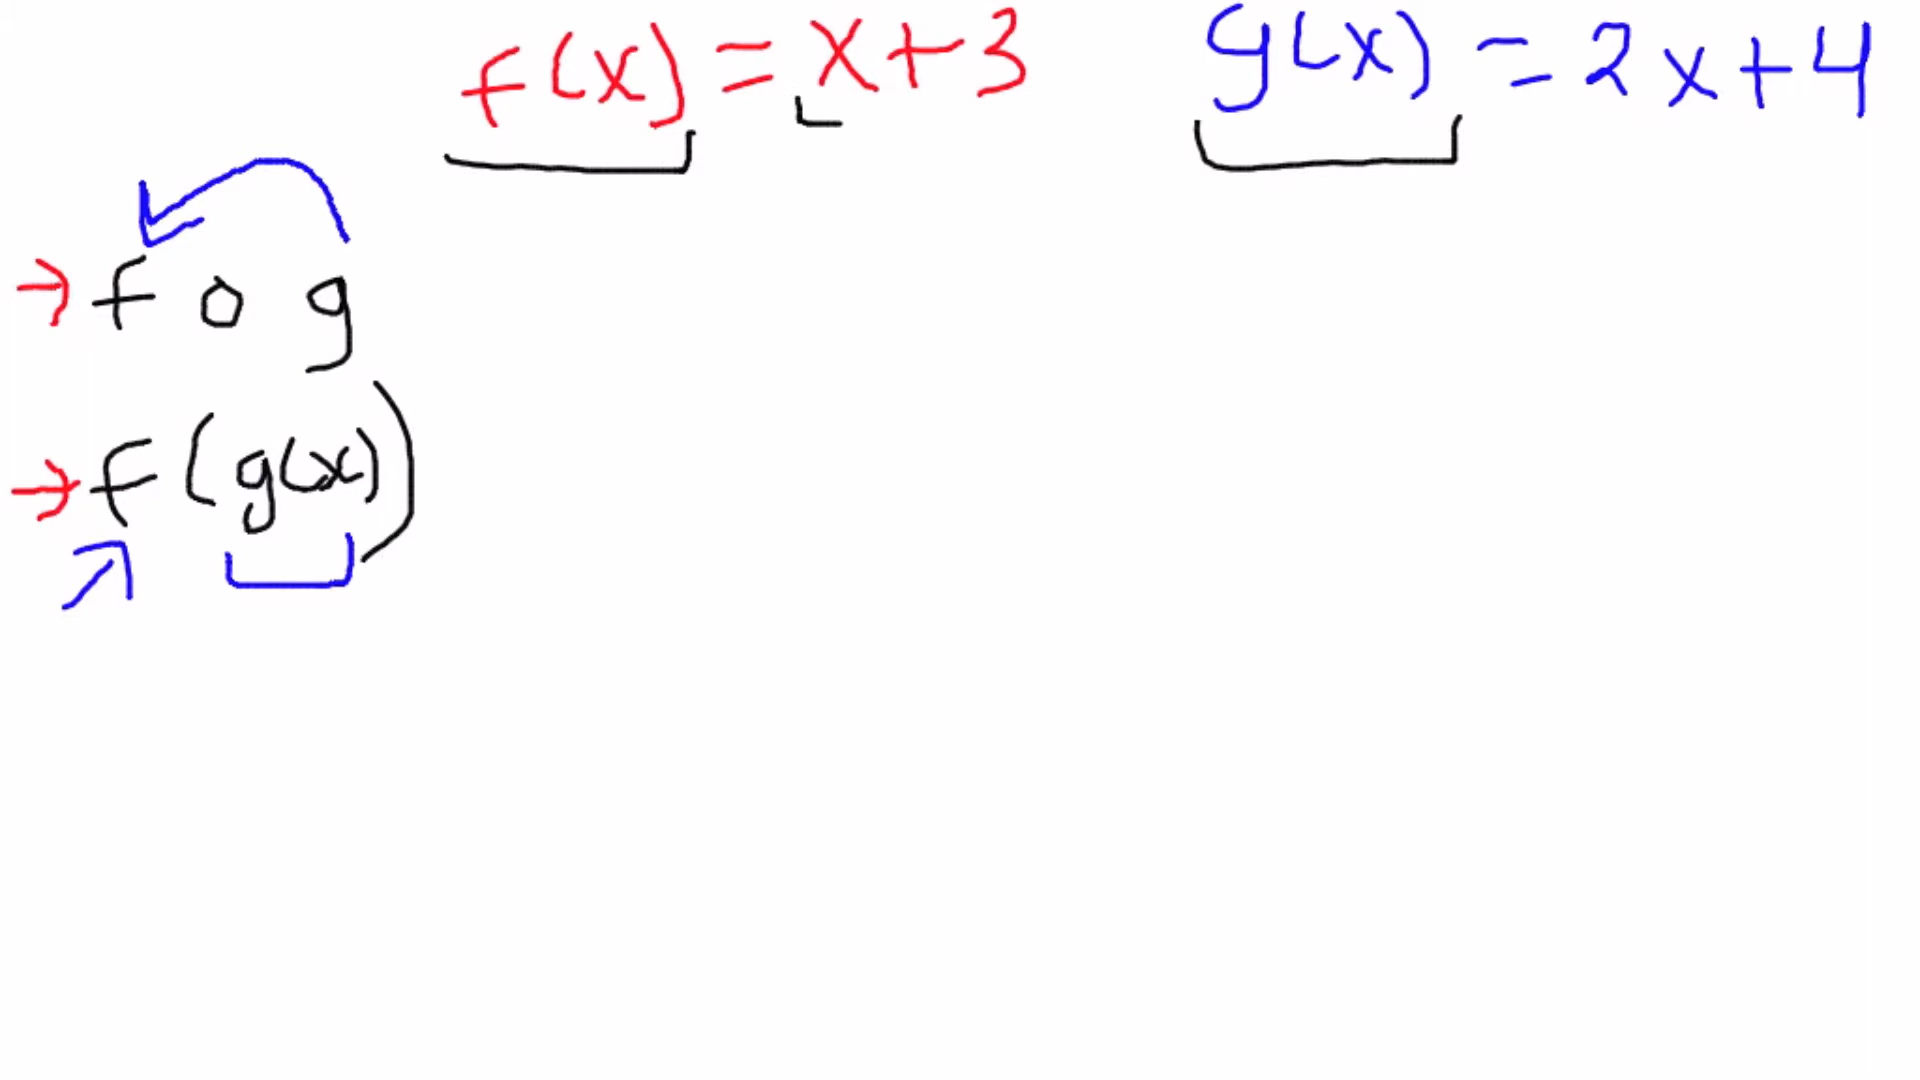 f(x) = x+3 g(x) = 2x+4
f o g
f(g(x))